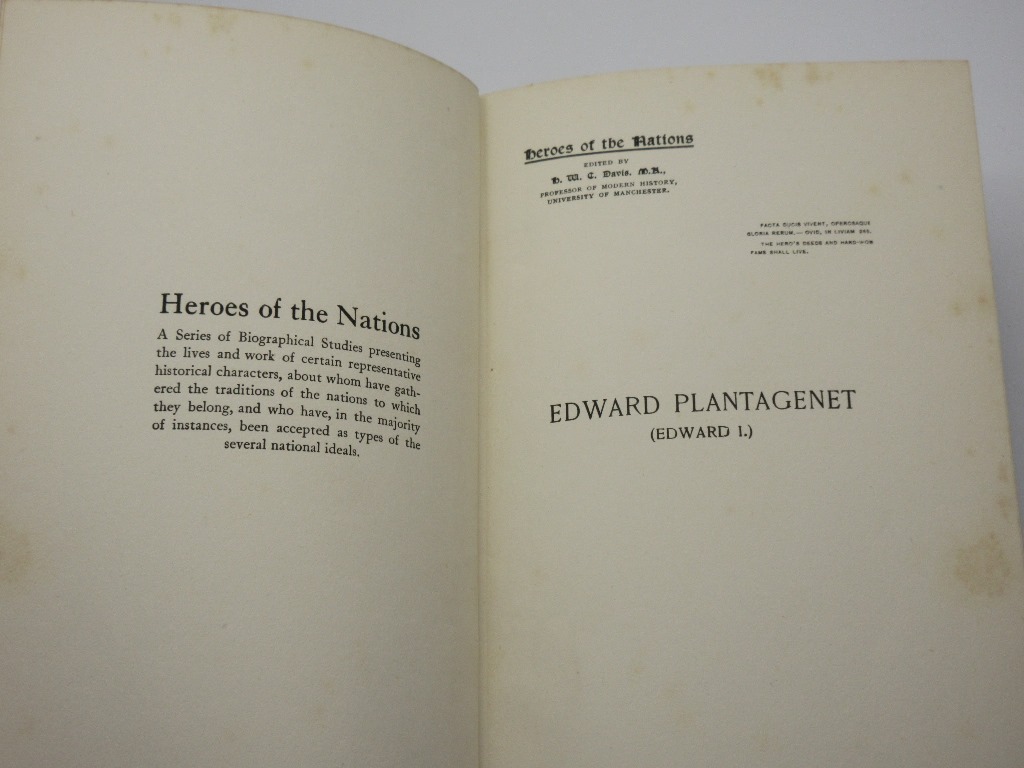 Heroes of the Nations
A Series of Biographical Studies presenting
the lives and work of certain representative
historical characters, about whom have gath-
ered the traditions of the nations to which
they belong, and who have, in the majority
of instances, been accepted as types of the
several national ideals.
Heroes of the Nations
EDITED BY
H. W. C. Davis, M.A.,
PROFESSOR OF MODERN HISTORY,
UNIVERSITY OF MANCHESTER.
FACTA DUCIS VIVENT, OPEROSAQUE
GLORIA RERUM.—OVID, IN LIVIAM 265.
THE HERO'S DEEDS AND HARD-WON
FAME SHALL LIVE.
EDWARD PLANTAGENET
(EDWARD I.)